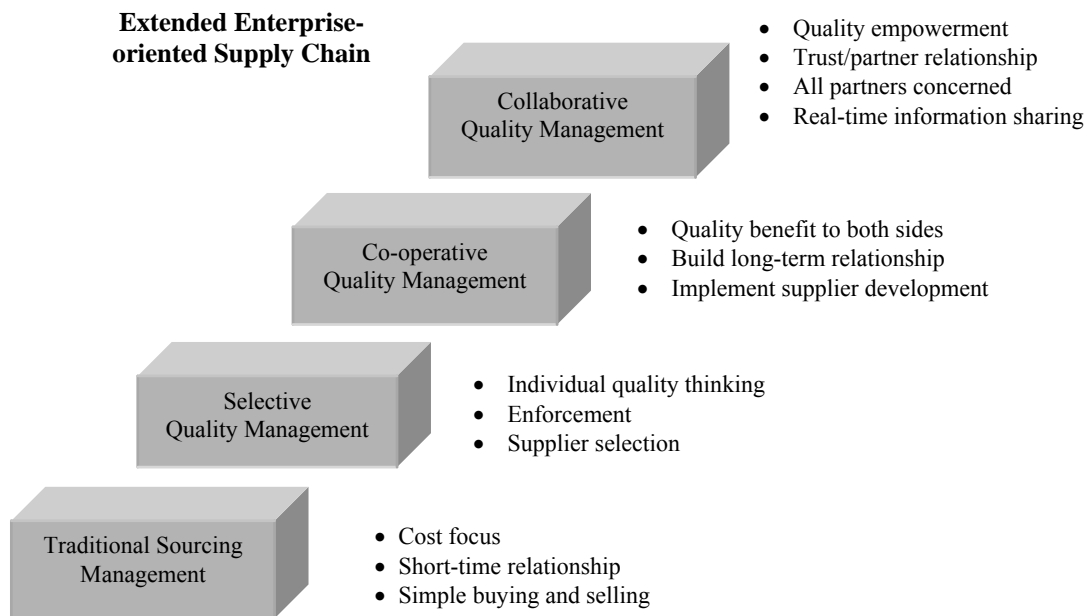 Extended Enterprise-
oriented Supply Chain
Collaborative
Quality Management
• Quality empowerment
• Trust/partner relationship
• All partners concerned
• Real-time information sharing
Co-operative
Quality Management
• Quality benefit to both sides
• Build long-term relationship
• Implement supplier development
Selective
Quality Management
• Individual quality thinking
• Enforcement
• Supplier selection
Traditional Sourcing
Management
• Cost focus
• Short-time relationship
• Simple buying and selling